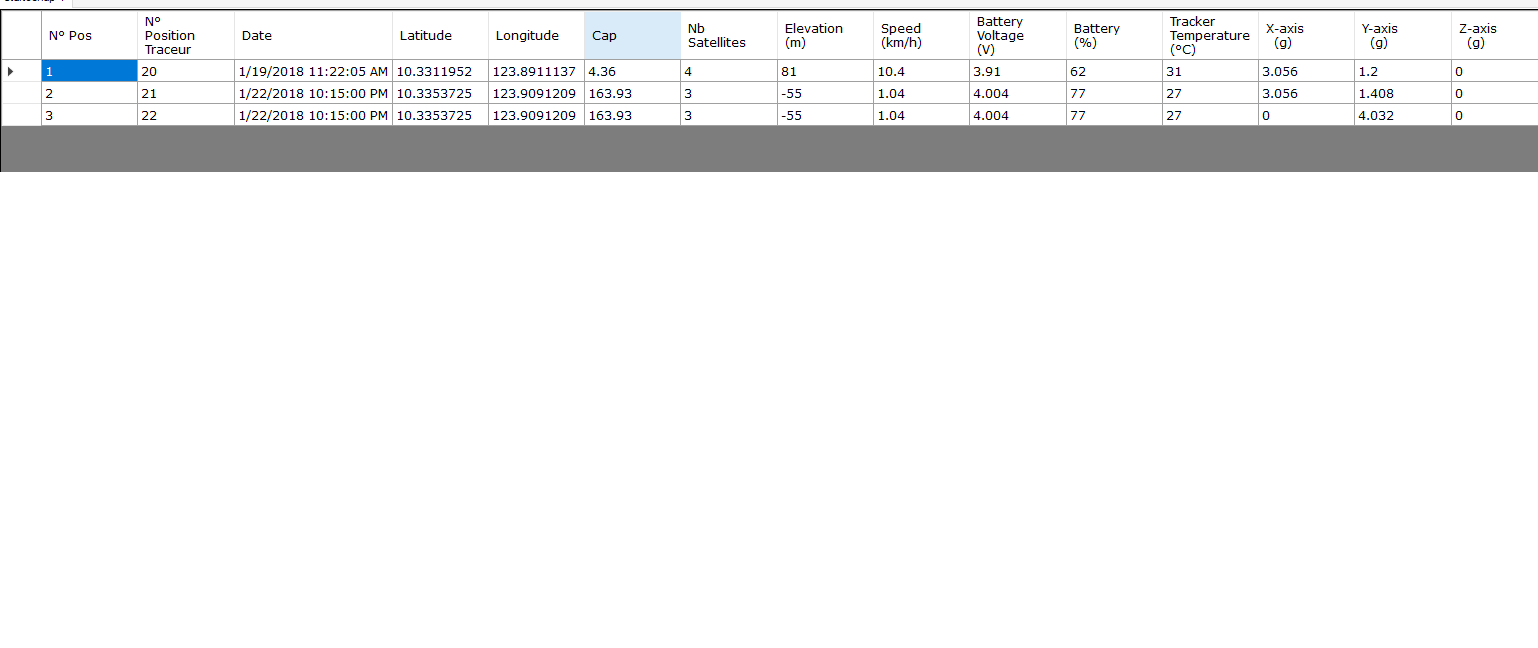 N° Pos N° Position Traceur Date Latitude Longitude Cap Nb Satellites Elevation (m) Speed (km/h) Battery Voltage (V) Battery (%) Tracker Temperature (°C) X-axis (g) Y-axis (g) Z-axis (g)
1 20 1/19/2018 11:22:05 AM 10.3311952 123.8911137 4.36 4 81 10.4 3.91 62 31 3.056 1.2 0
2 21 1/22/2018 10:15:00 PM 10.3353725 123.9091209 163.93 3 -55 1.04 4.004 77 27 3.056 1.408 0
3 22 1/22/2018 10:15:00 PM 10.3353725 123.9091209 163.93 3 -55 1.04 4.004 77 27 0 4.032 0